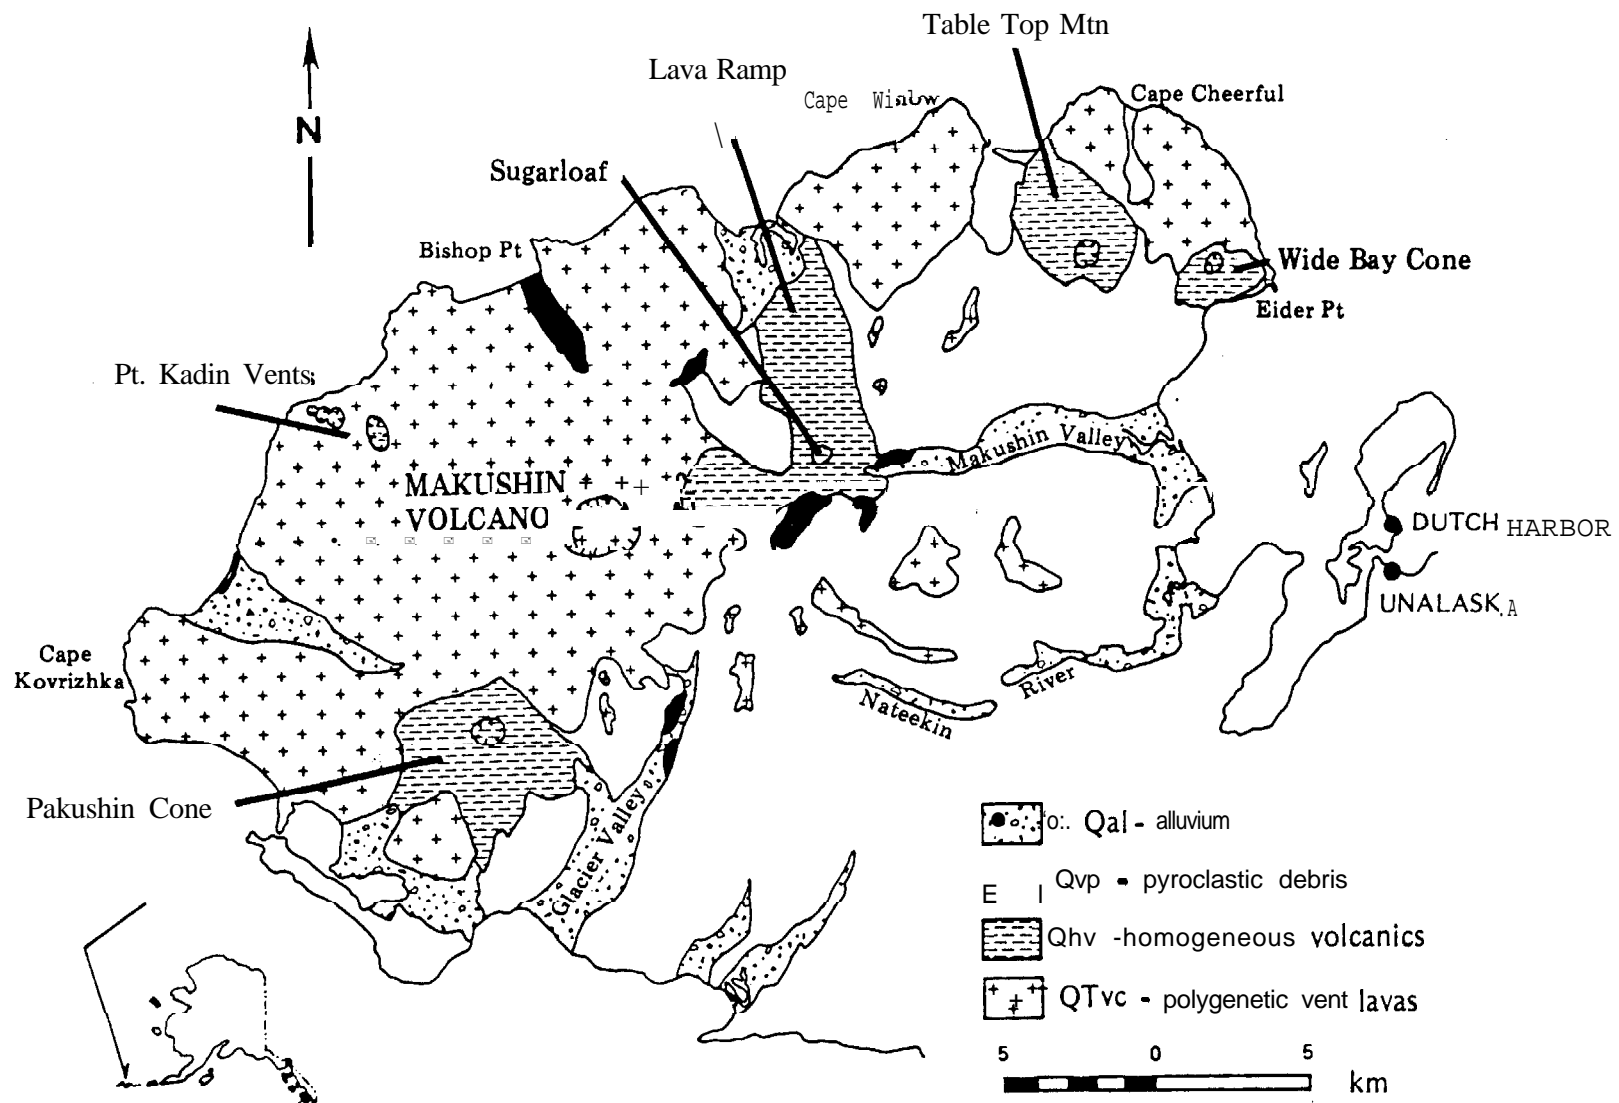 Table Top Mtn
Lava Ramp
Cape
Cape Cheerful
N
Sugarloaf
Bishop Pt
Wide Bay Cone
Eider Pt
Pt. Kadin Vents
Makushin Valley
MAKUSHIN
VOLCANO
DUTCH HARBOR
UNALASK.A
Cape
Kovrizhka
River
Nateekin
Pakushin Cone
Glacier Valley
'o:. Qal - alluvium
E I Qvp - pyroclastic debris
Qhv -homogeneous volcanics
QTvc - polygenetic vent lavas
5 0 5
km